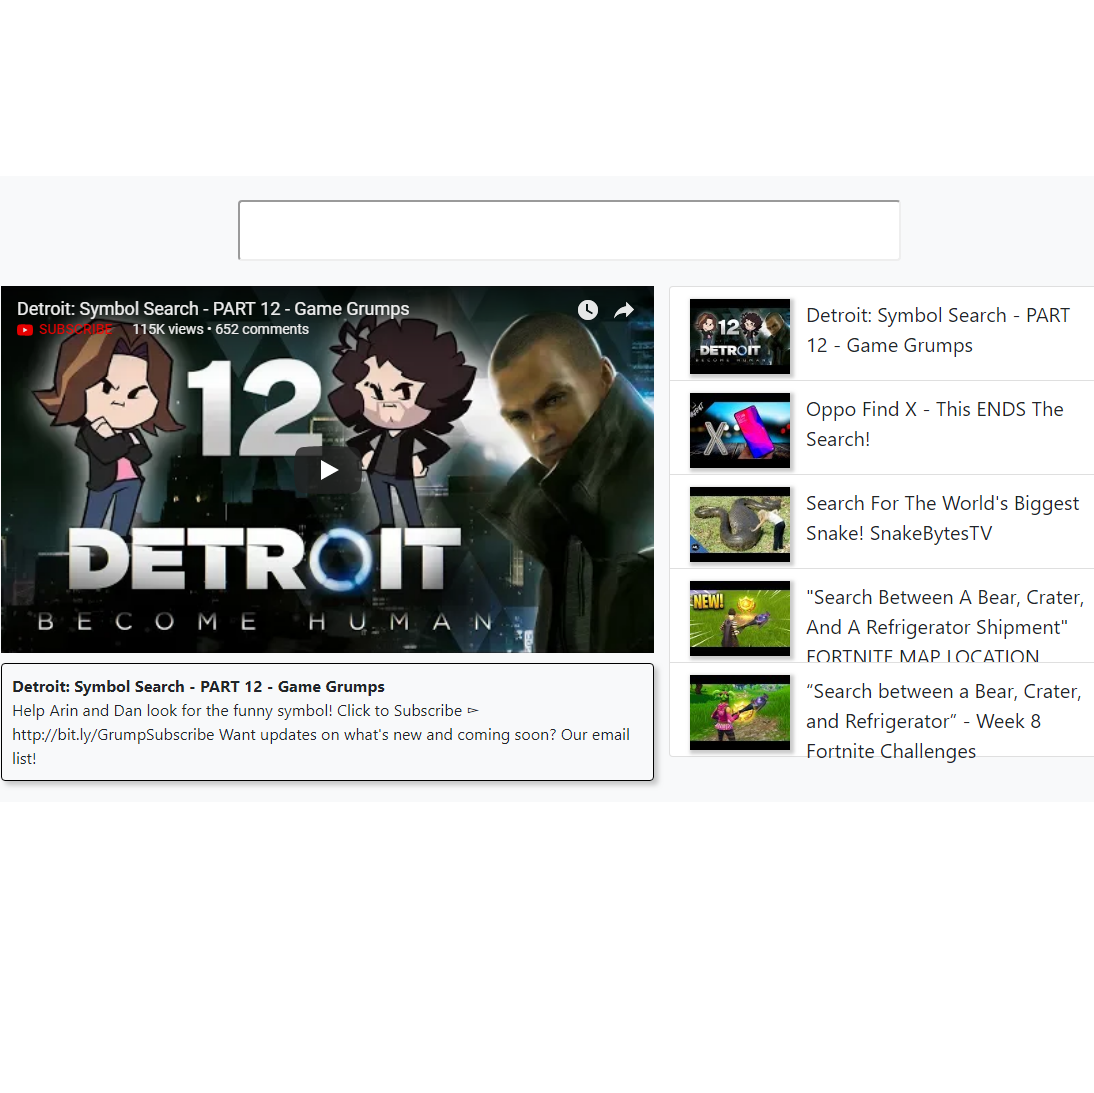 Detroit: Symbol Search - PART 12 - Game Grumps
SUBSCRIBE 115K views • 652 comments
12
DETROIT
BECOME HUMAN
Detroit: Symbol Search - PART 12 - Game Grumps
Help Arin and Dan look for the funny symbol! Click to Subscribe ►
http://bit.ly/GrumpSubscribe Want updates on what's new and coming soon? Our email
list!
12
DETROIT
BECOME HUMAN
Detroit: Symbol Search - PART
12 - Game Grumps
X
Oppo Find X - This ENDS The
Search!
Search For The World's Biggest
Snake! SnakeBytesTV
NEW!
"Search Between A Bear, Crater,
And A Refrigerator Shipment"
FORTNITE MAP LOCATION
“Search between a Bear, Crater,
and Refrigerator” - Week 8
Fortnite Challenges